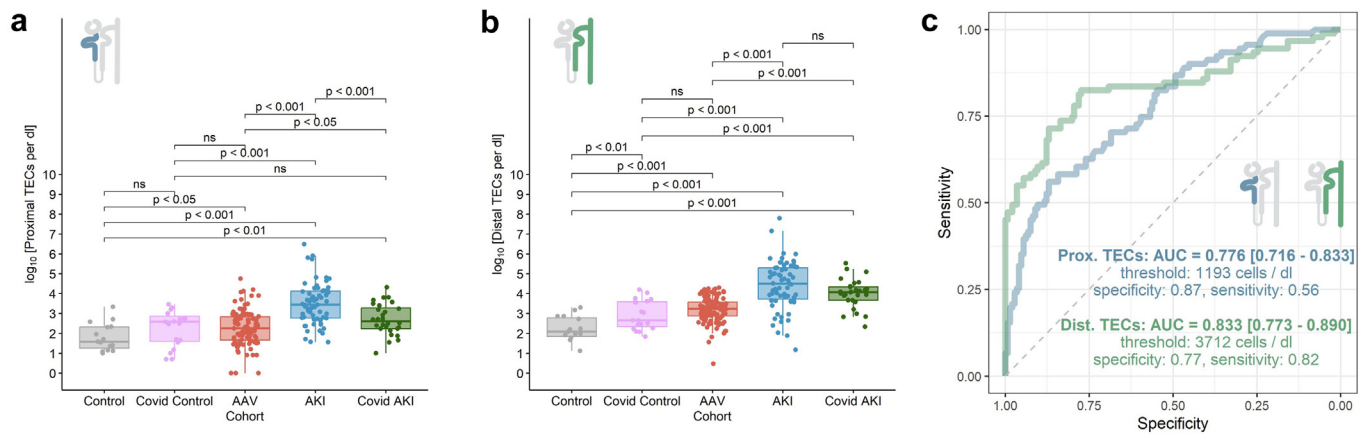 a
log10 [Proximal TECs per dl]
10
9
8
7
6
5
4
3
2
1
0
p < 0.001
p < 0.001
p < 0.05
ns
p < 0.001
ns
ns
p < 0.05
p < 0.001
p < 0.01
Control
Covid Control
AAV
AKI
Covid AKI
Cohort
b
log10 [Distal TECs per dl]
10
9
8
7
6
5
4
3
2
1
0
ns
p < 0.001
p < 0.001
ns
p < 0.001
p < 0.001
p < 0.01
p < 0.001
p < 0.001
p < 0.001
Control
Covid Control
AAV
AKI
Covid AKI
Cohort
c
Sensitivity
1.00
0.75
0.50
0.25
0.00
Prox. TECs: AUC = 0.776 [0.716 - 0.833]
threshold: 1193 cells / dl
specificity: 0.87, sensitivity: 0.56
Dist. TECs: AUC = 0.833 [0.773 - 0.890]
threshold: 3712 cells / dl
specificity: 0.77, sensitivity: 0.82
1.00
0.75
0.50
0.25
0.00
Specificity